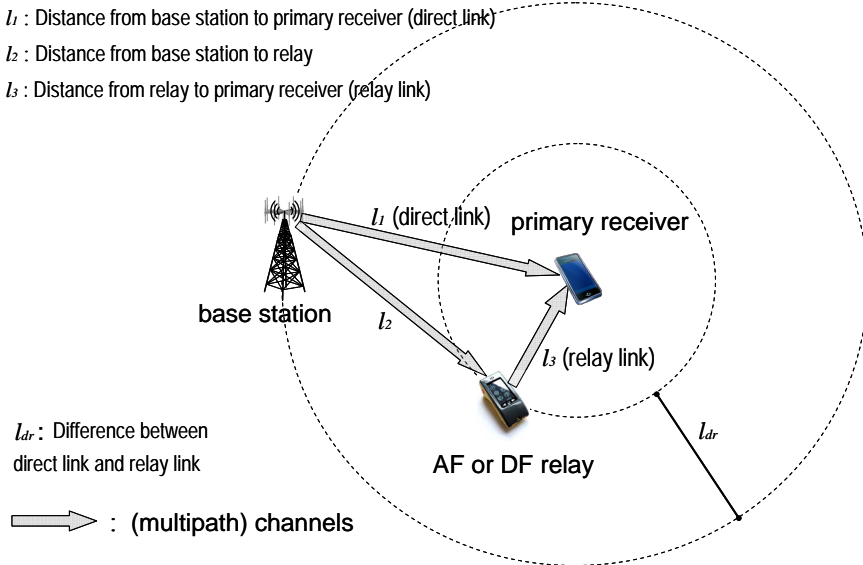 l₁ : Distance from base station to primary receiver (direct link)
l₂ : Distance from base station to relay
l₃ : Distance from relay to primary receiver (relay link)
l₁ (direct link)
primary receiver
base station
l₂
l₃ (relay link)
l_dr
AF or DF relay
l_dr : Difference between
direct link and relay link
: (multipath) channels